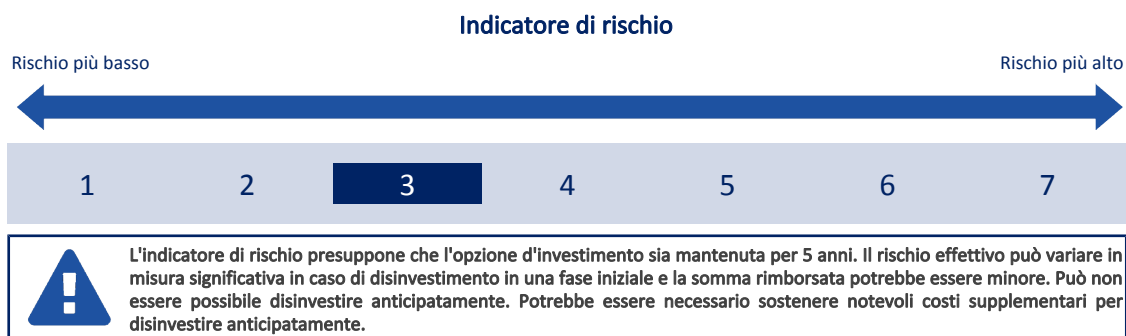 Indicatore di rischio
Rischio più basso
Rischio più alto
1 2 3 4 5 6 7
L'indicatore di rischio presuppone che l'opzione d'investimento sia mantenuta per 5 anni. Il rischio effettivo può variare in
misura significativa in caso di disinvestimento in una fase iniziale e la somma rimborsata potrebbe essere minore. Può non
essere possibile disinvestire anticipatamente. Potrebbe essere necessario sostenere notevoli costi supplementari per
disinvestire anticipatamente.